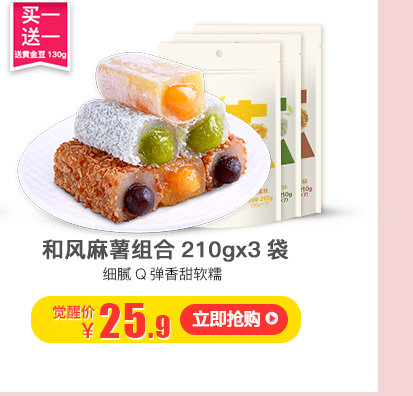 买一
送一
送黄金豆 130g
和风麻薯组合 210gx3 袋
细腻 Q 弹香甜软糯
觉醒价
¥25.9
立即抢购